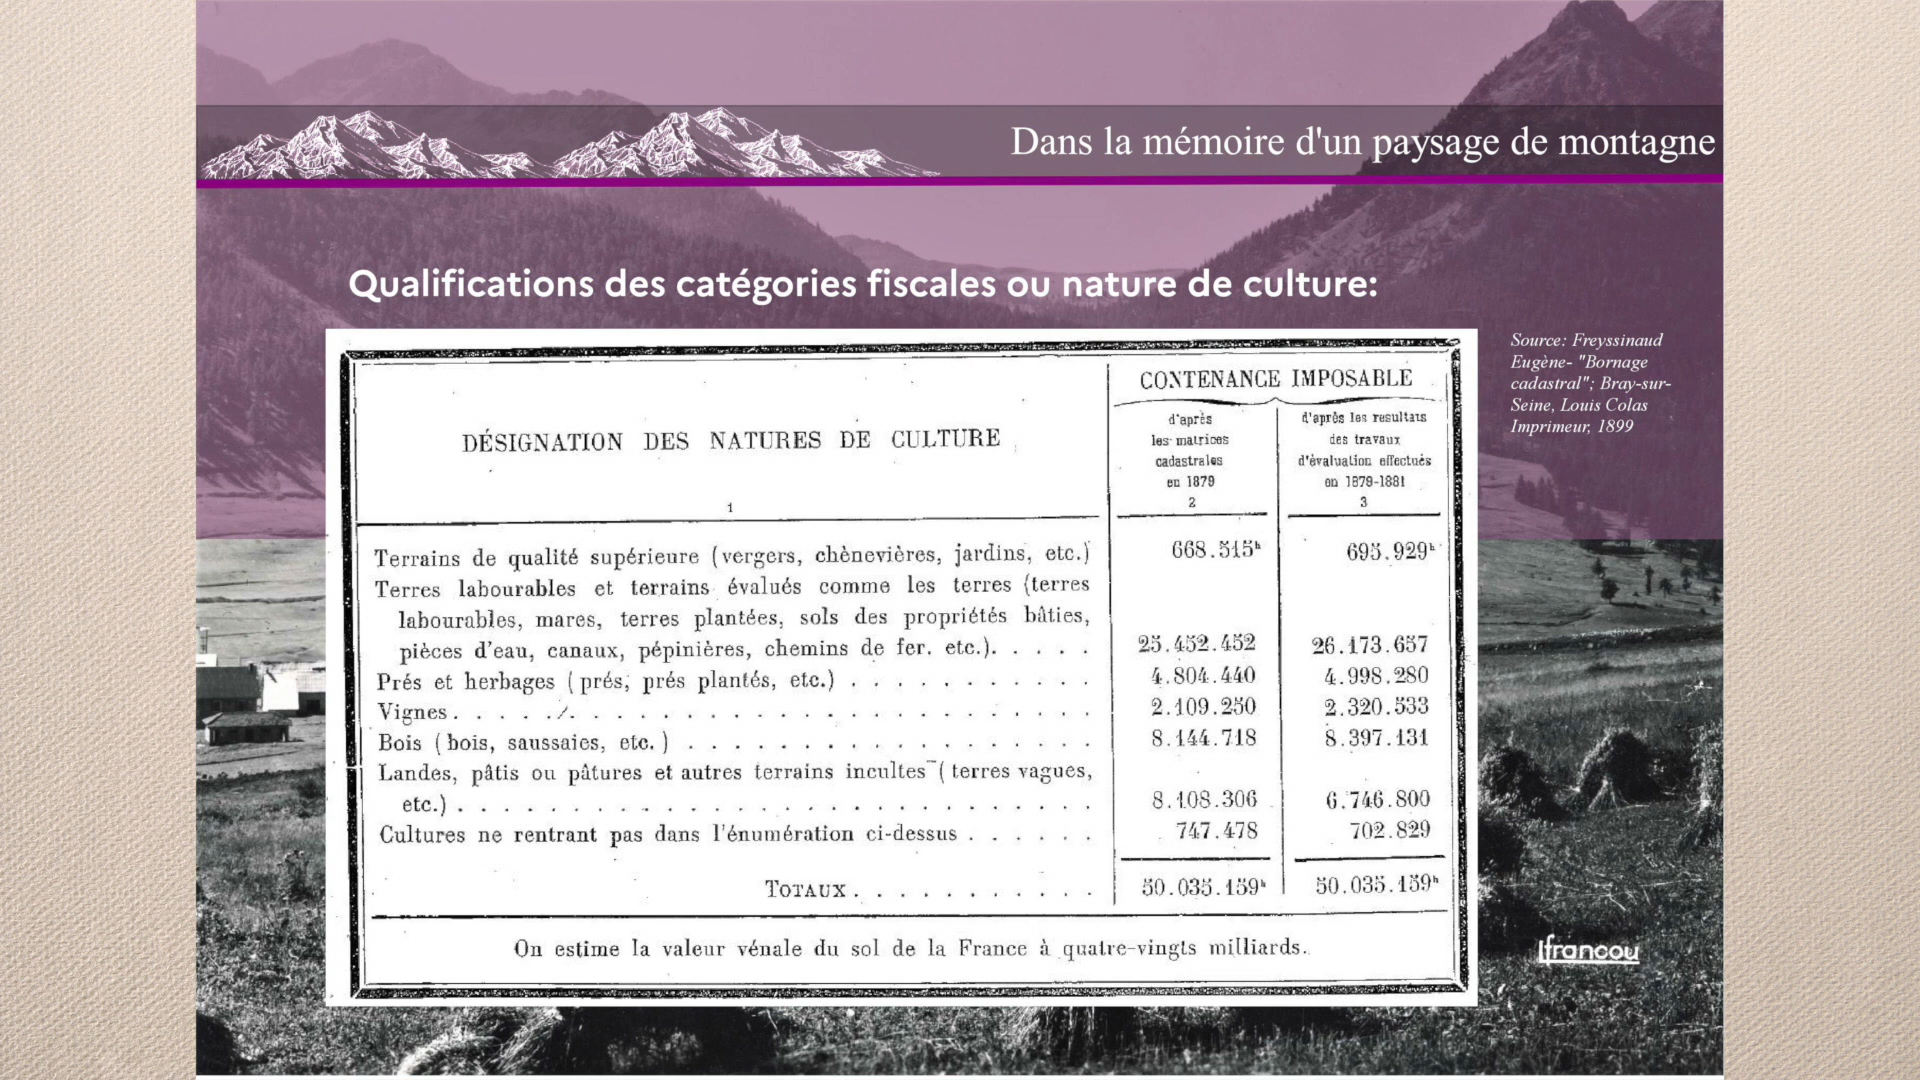 Dans la mémoire d'un paysage de montagne
Qualifications des catégories fiscales ou nature de culture:
Source: Freyssinaud
Eugène- "Bornage
cadastral"; Bray-sur-
Seine, Louis Colas
Imprimeur, 1899
DÉSIGNATION DES NATURES DE CULTURE
1
CONTENANCE IMPOSABLE
d'après
les matrices
cadastrales
en 1879
2
d'après les resultats
des travaux
d'évaluation effectués
en 1879-1881
3
Terrains de qualité supérieure (vergers, chènevières, jardins, etc.) 668.515ʰ 695.929ʰ
Terres labourables et terrains évalués comme les terres (terres
labourables, mares, terres plantées, sols des propriétés bâties,
pièces d'eau, canaux, pépinières, chemins de fer. etc.). . . . . 25.452.452 26.173.657
Prés et herbages (prés, prés plantés, etc.) . . . . . . . . . . . 4.804.440 4.998.280
Vignes. . . . . . . . . . . . . . . . . . . . . . . 2.109.250 2.320.533
Bois (bois, saussaies, etc.) . . . . . . . . . . . . . . . 8.144.718 8.397.131
Landes, pâtis ou pâtures et autres terrains incultes (terres vagues,
etc.) . . . . . . . . . . . . . . . . . . . . . . . 8.108.306 6.746.800
Cultures ne rentrant pas dans l'énumération ci-dessus . . . . . . 747.478 702.829
TOTAUX. . . . . . . . . . . 50.035.159ʰ 50.035.159ʰ
On estime la valeur vénale du sol de la France à quatre-vingts milliards.
lfrancou